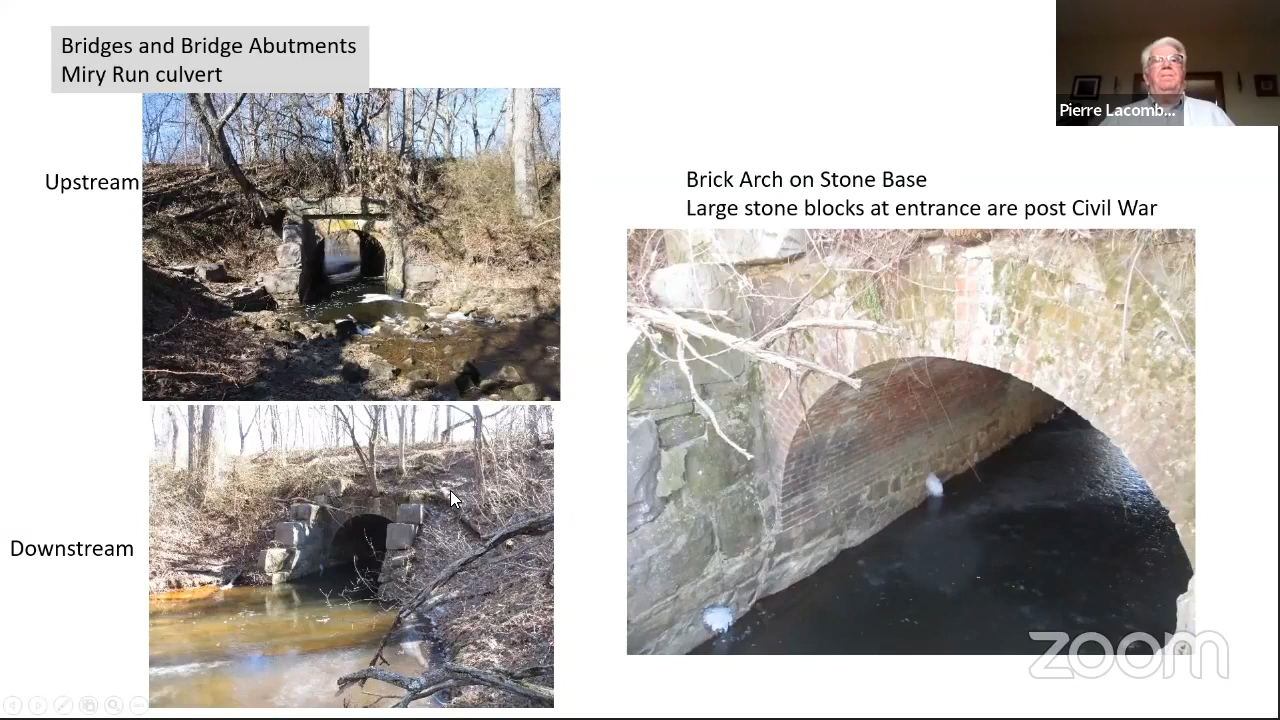 Bridges and Bridge Abutments
Miry Run culvert
Pierre Lacomb...
Upstream
Brick Arch on Stone Base
Large stone blocks at entrance are post Civil War
Downstream
zoom